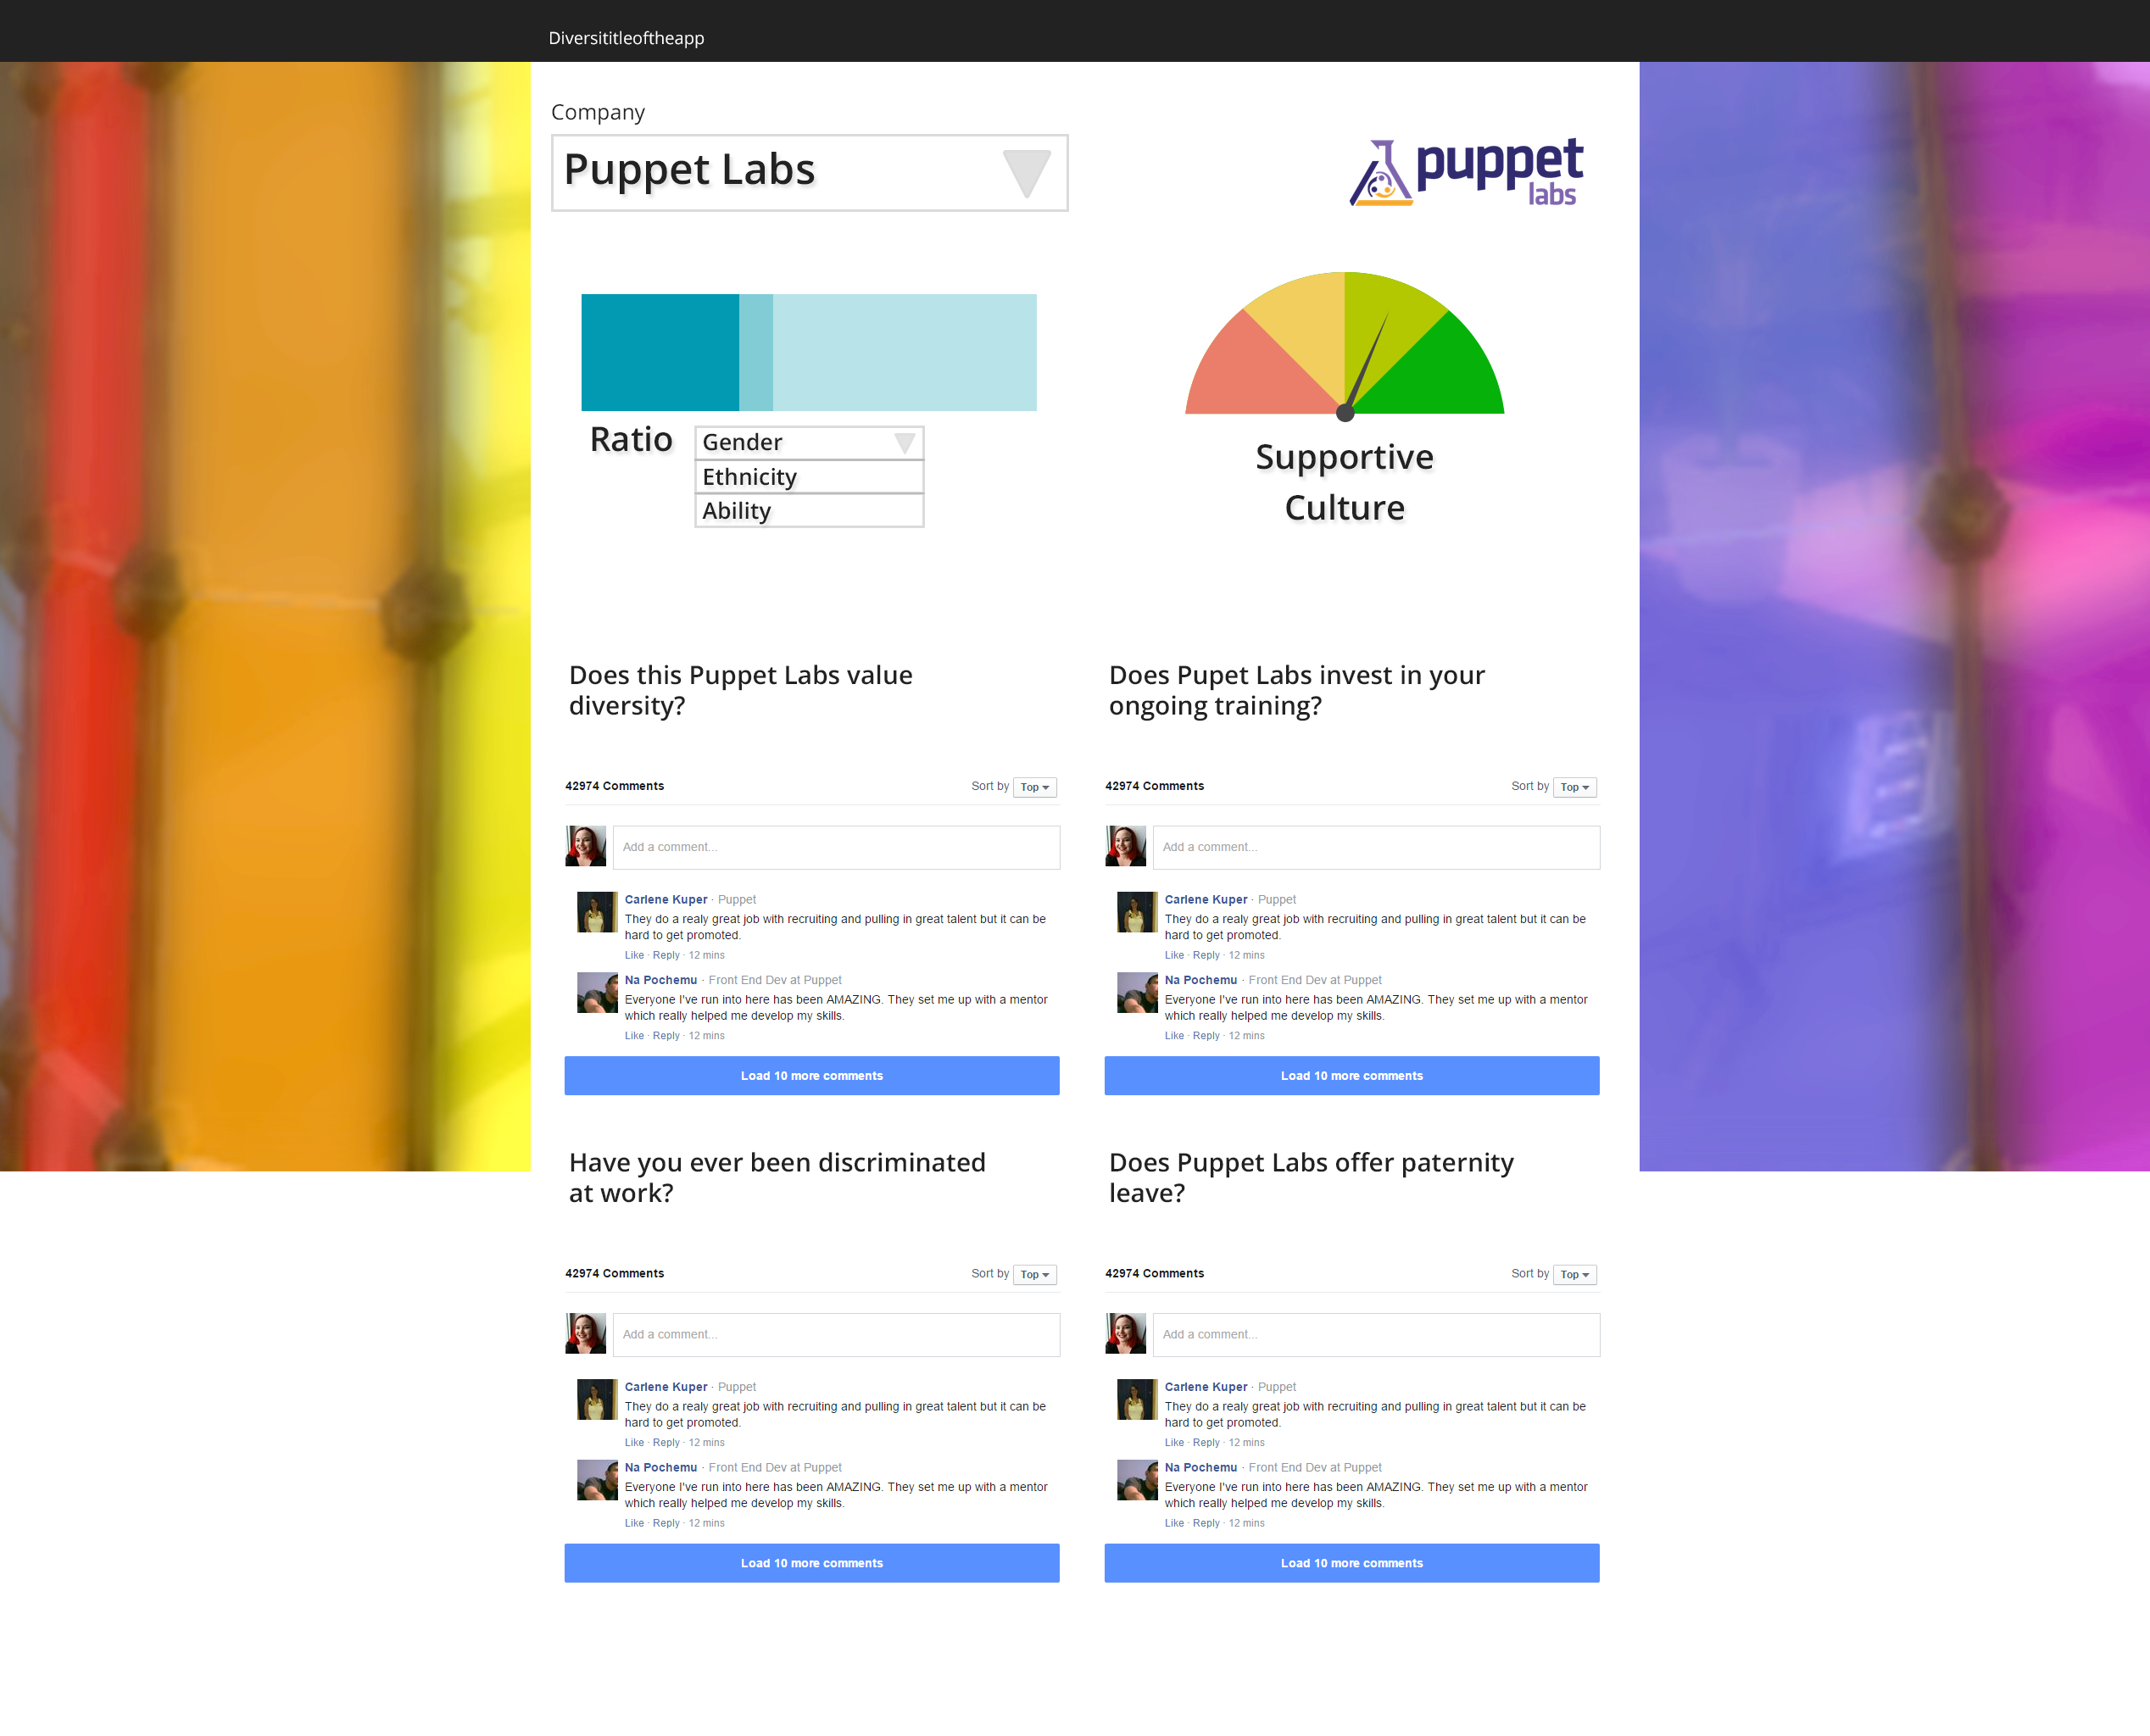 Diversititleoftheapp
Company
Puppet Labs
puppet
labs
Ratio
Gender
Ethnicity
Ability
Supportive
Culture
Does this Puppet Labs value
diversity?
42974 Comments Sort by Top
Add a comment...
Carlene Kuper · Puppet
They do a realy great job with recruiting and pulling in great talent but it can be
hard to get promoted.
Like · Reply · 12 mins
Na Pochemu · Front End Dev at Puppet
Everyone I've run into here has been AMAZING. They set me up with a mentor
which really helped me develop my skills.
Like · Reply · 12 mins
Load 10 more comments
Does Pupet Labs invest in your
ongoing training?
42974 Comments Sort by Top
Add a comment...
Carlene Kuper · Puppet
They do a realy great job with recruiting and pulling in great talent but it can be
hard to get promoted.
Like · Reply · 12 mins
Na Pochemu · Front End Dev at Puppet
Everyone I've run into here has been AMAZING. They set me up with a mentor
which really helped me develop my skills.
Like · Reply · 12 mins
Load 10 more comments
Have you ever been discriminated
at work?
42974 Comments Sort by Top
Add a comment...
Carlene Kuper · Puppet
They do a realy great job with recruiting and pulling in great talent but it can be
hard to get promoted.
Like · Reply · 12 mins
Na Pochemu · Front End Dev at Puppet
Everyone I've run into here has been AMAZING. They set me up with a mentor
which really helped me develop my skills.
Like · Reply · 12 mins
Load 10 more comments
Does Puppet Labs offer paternity
leave?
42974 Comments Sort by Top
Add a comment...
Carlene Kuper · Puppet
They do a realy great job with recruiting and pulling in great talent but it can be
hard to get promoted.
Like · Reply · 12 mins
Na Pochemu · Front End Dev at Puppet
Everyone I've run into here has been AMAZING. They set me up with a mentor
which really helped me develop my skills.
Like · Reply · 12 mins
Load 10 more comments